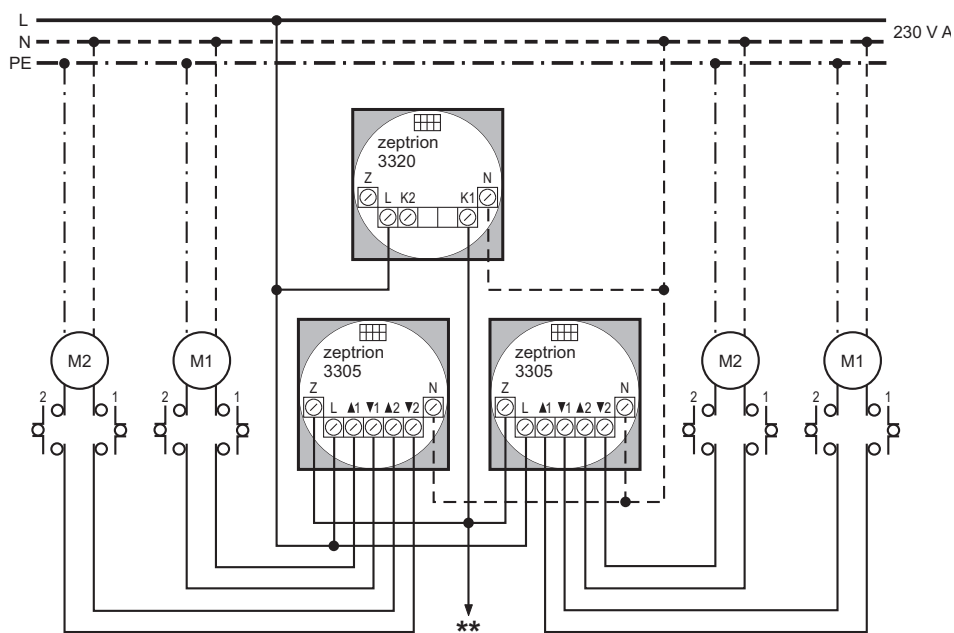 L
N
230 V A
PE
zeptrion
3320
Z
N
L K2 K1
M2
M1
zeptrion
3305
Z
N
L ▲1 ▼1 ▲2 ▼2
zeptrion
3305
Z
N
L ▲1 ▼1 ▲2 ▼2
M2
M1
2 1
2 1
2 1
2 1
**